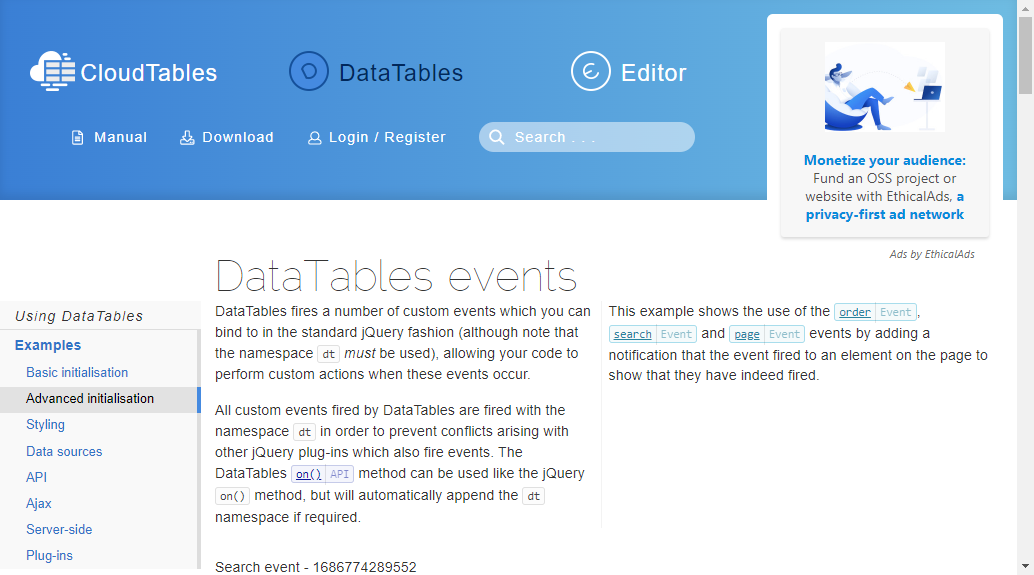 CloudTables
DataTables
Editor
Manual
Download
Login / Register
Search . . .
Monetize your audience:
Fund an OSS project or
website with EthicalAds, a
privacy-first ad network
Ads by EthicalAds
DataTables events
Using DataTables
Examples
Basic initialisation
Advanced initialisation
Styling
Data sources
API
Ajax
Server-side
Plug-ins
DataTables fires a number of custom events which you can
bind to in the standard jQuery fashion (although note that
the namespace dt must be used), allowing your code to
perform custom actions when these events occur.
All custom events fired by DataTables are fired with the
namespace dt in order to prevent conflicts arising with
other jQuery plug-ins which also fire events. The
DataTables on() API method can be used like the jQuery
on() method, but will automatically append the dt
namespace if required.
This example shows the use of the order Event,
search Event and page Event events by adding a
notification that the event fired to an element on the page to
show that they have indeed fired.
Search event - 1686774289552